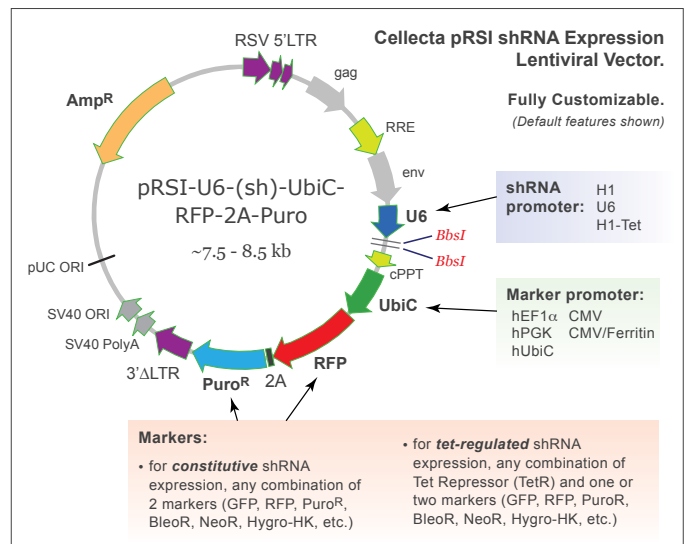 Cellecta pRSI shRNA Expression
Lentiviral Vector.
Fully Customizable.
(Default features shown)
RSV 5'LTR
gag
RRE
env
U6
BbsI
BbsI
cPPT
UbiC
RFP
2A
Puroᴿ
3'ΔLTR
SV40 PolyA
SV40 ORI
pUC ORI
Ampᴿ
pRSI-U6-(sh)-UbiC-
RFP-2A-Puro
~7.5 - 8.5 kb
shRNA promoter:
H1
U6
H1-Tet
Marker promoter:
hEF1α CMV
hPGK CMV/Ferritin
hUbiC
Markers:
• for constitutive shRNA
expression, any combination of
2 markers (GFP, RFP, Puroᴿ,
BleoR, NeoR, Hygro-HK, etc.)
• for tet-regulated shRNA
expression, any combination of
Tet Repressor (TetR) and one or
two markers (GFP, RFP, PuroR,
BleoR, NeoR, Hygro-HK, etc.)